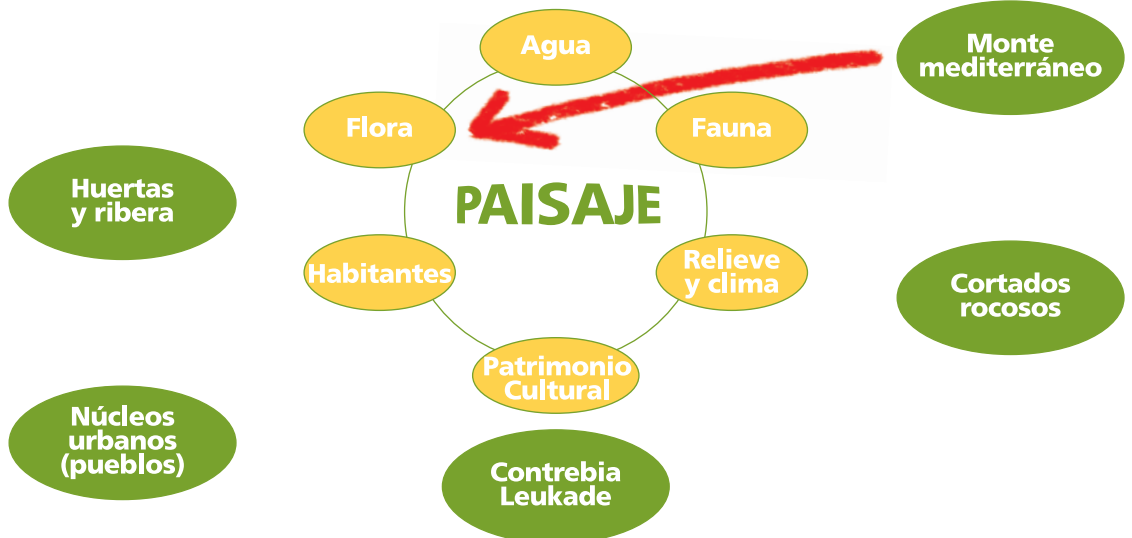 Agua
Monte
mediterráneo
Flora
Fauna
Huertas
y ribera
PAISAJE
Habitantes
Relieve
y clima
Cortados
rocosos
Patrimonio
Cultural
Núcleos
urbanos
(pueblos)
Contrebia
Leukade